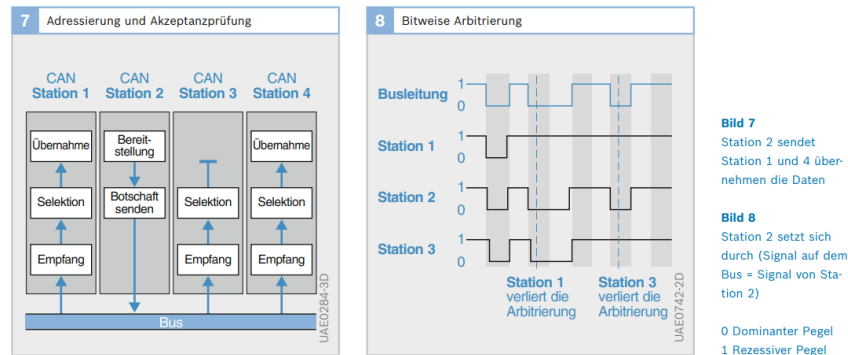 7 Adressierung und Akzeptanzprüfung
CAN
Station 1
CAN
Station 2
CAN
Station 3
CAN
Station 4
Übernahme
Bereit-
stellung
Übernahme
Selektion
Botschaft
senden
Selektion
Selektion
Empfang
Empfang
Empfang
Bus
UAE0284-3D
8 Bitweise Arbitrierung
Busleitung
1
0
Station 1
1
0
Station 2
1
0
Station 3
1
0
Station 1
verliert die
Arbitrierung
Station 3
verliert die
Arbitrierung
UAE0742-2D
Bild 7
Station 2 sendet
Station 1 und 4 über-
nehmen die Daten
Bild 8
Station 2 setzt sich
durch (Signal auf dem
Bus = Signal von Sta-
tion 2)
0 Dominanter Pegel
1 Rezessiver Pegel